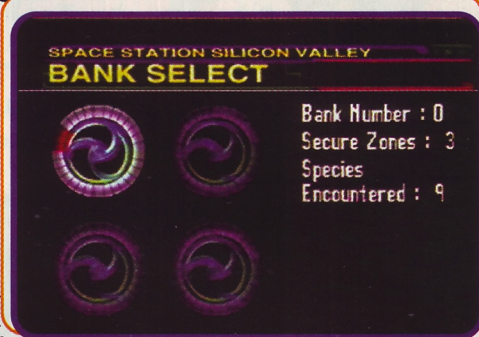 SPACE STATION SILICON VALLEY
BANK SELECT
Bank Number : 0
Secure Zones : 3
Species
Encountered : 9